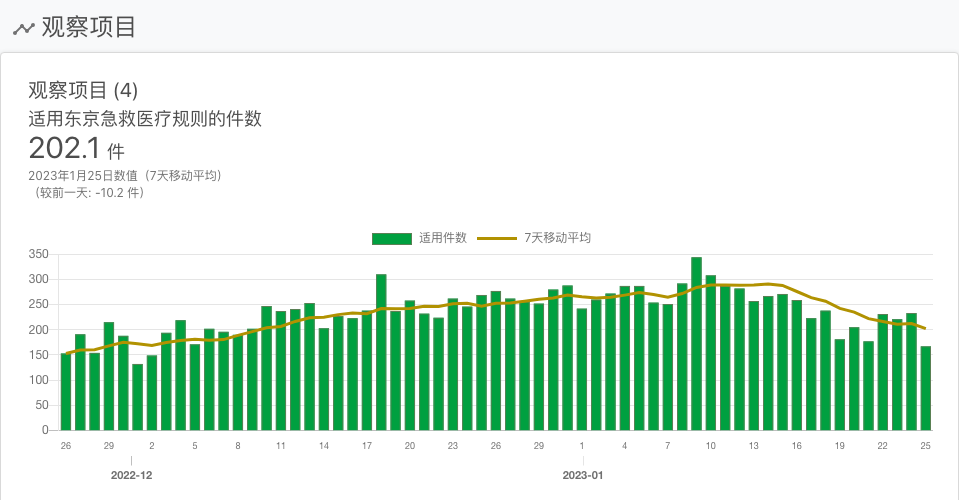 观察项目
观察项目 (4)
适用东京急救医疗规则的件数
202.1 件
2023年1月25日数值（7天移动平均）
（较前一天: -10.2 件）
适用件数 7天移动平均
350
300
250
200
150
100
50
0
26 29 2 5 8 11 14 17 20 23 26 29 1 4 7 10 13 16 19 22 25
2022-12 2023-01